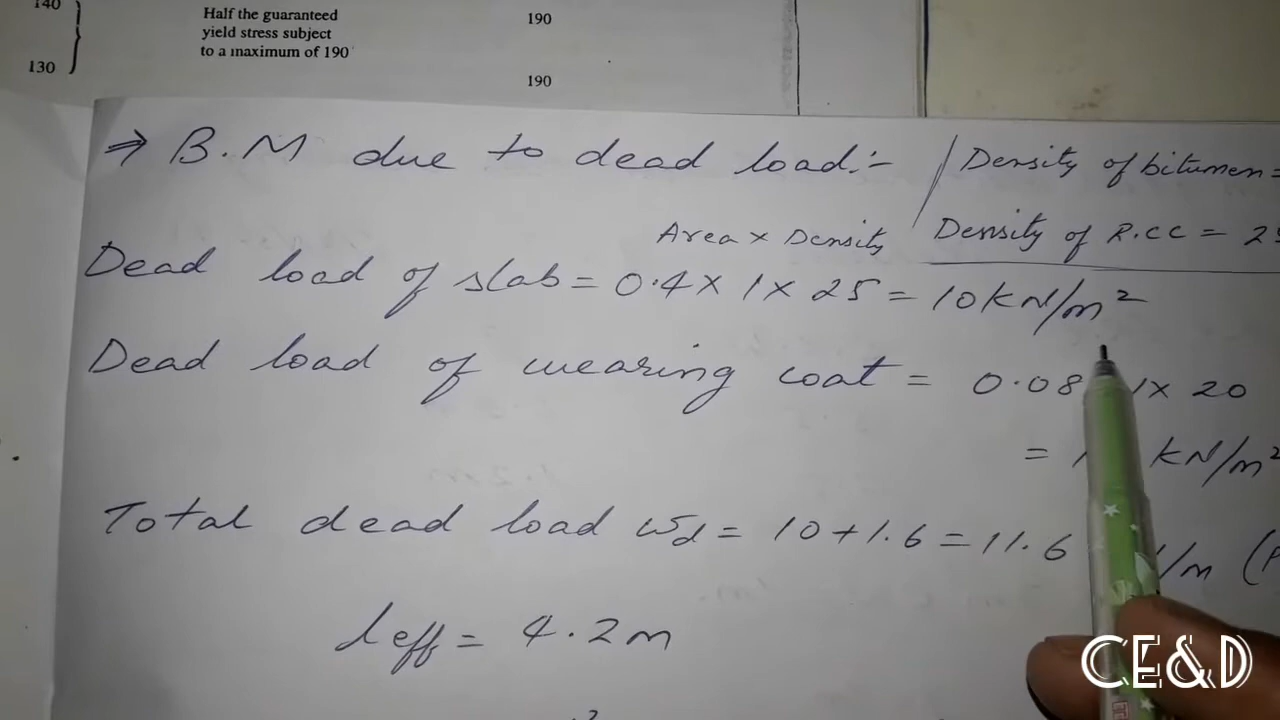 140
Half the guaranteed
yield stress subject
to a maximum of 190
190
130
190
⇒ B.M due to dead load:-
Density of bitumen =
Area × Density
Density of R.CC = 25
Dead load of slab = 0.4 × 1 × 25 = 10 kN/m²
Dead load of wearing coat = 0.08 1 × 20
= kN/m²
Total dead load wd = 10 + 1.6 = 11.6 /m
leff = 4.2m
CE&D